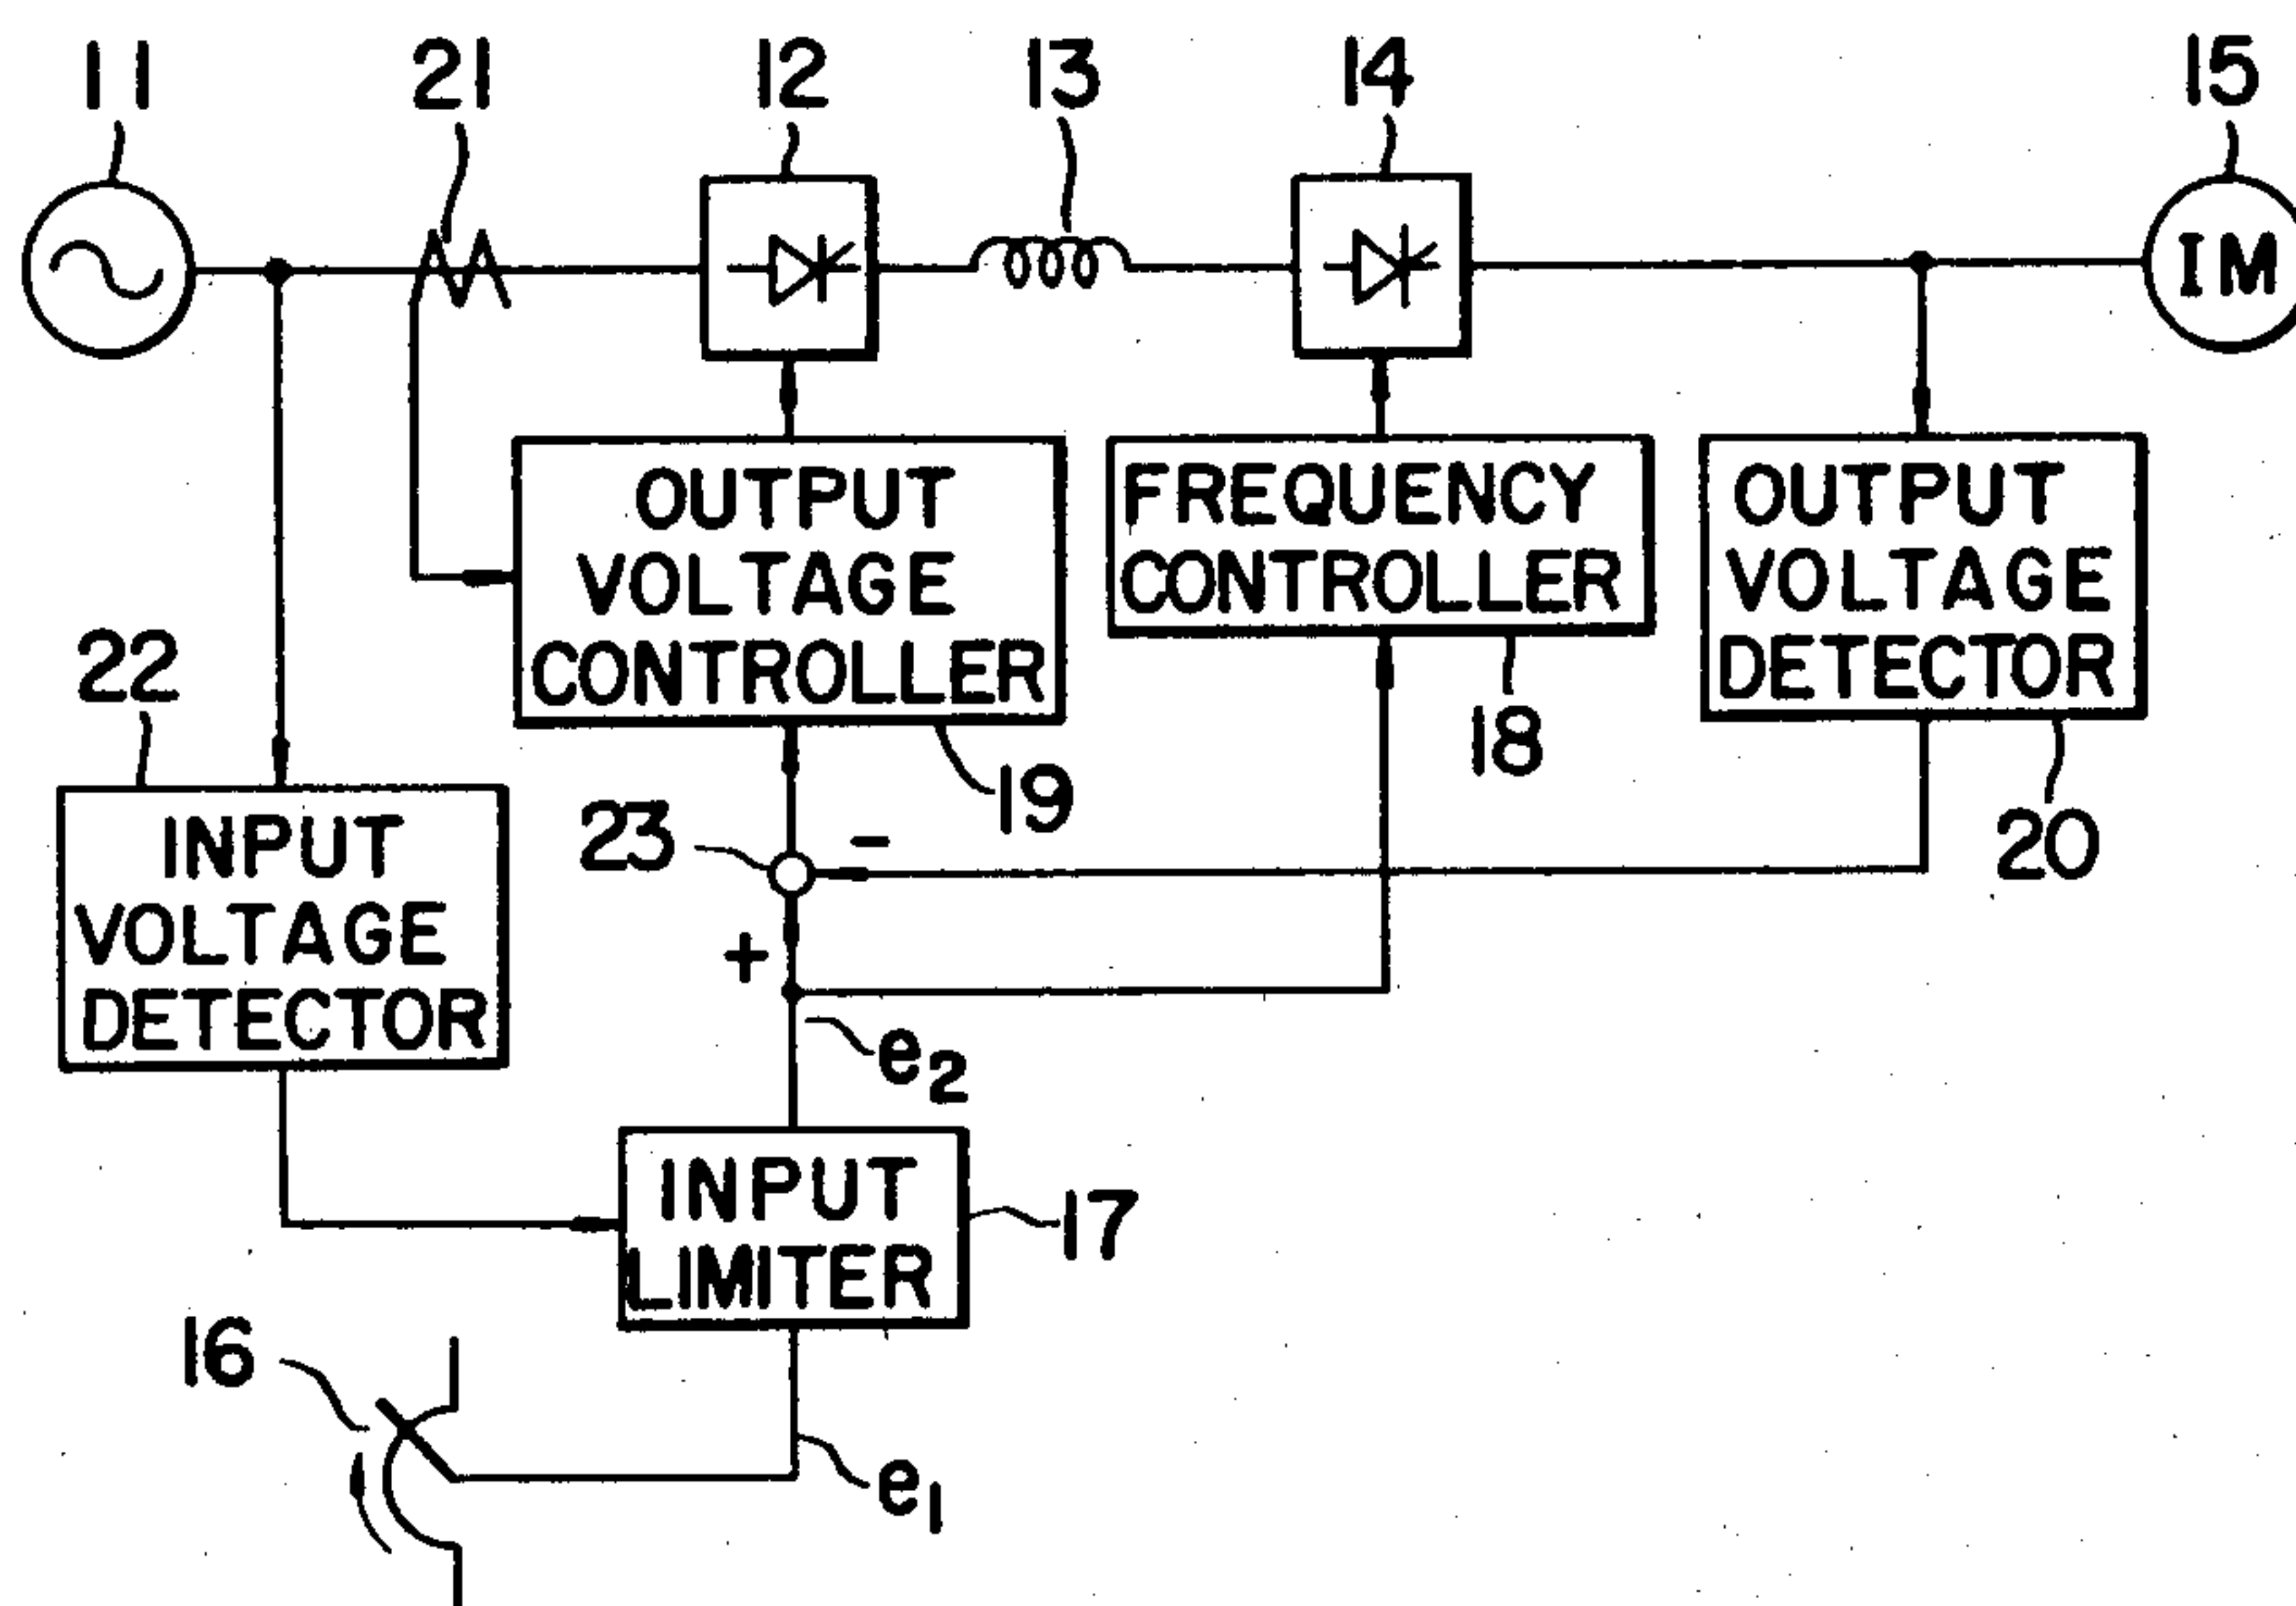 11
21
12
13
14
15
IM
OUTPUT
VOLTAGE
CONTROLLER
FREQUENCY
CONTROLLER
OUTPUT
VOLTAGE
DETECTOR
22
18
19
20
23
-
INPUT
VOLTAGE
DETECTOR
+
e2
INPUT
LIMITER
17
16
e1